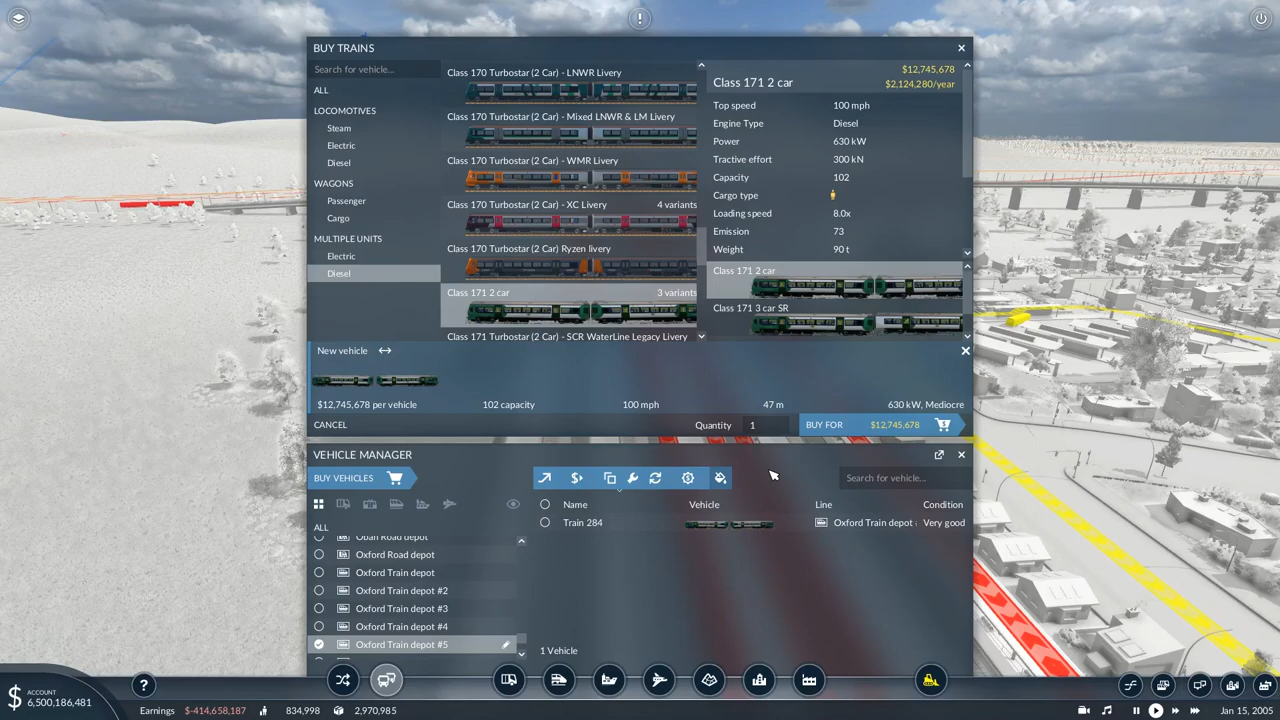 BUY TRAINS
Search for vehicle...
ALL
LOCOMOTIVES
Steam
Electric
Diesel
WAGONS
Passenger
Cargo
MULTIPLE UNITS
Electric
Diesel
Class 170 Turbostar (2 Car) - LNWR Livery
Class 170 Turbostar (2 Car) - Mixed LNWR & LM Livery
Class 170 Turbostar (2 Car) - WMR Livery
Class 170 Turbostar (2 Car) - XC Livery 4 variants
Class 170 Turbostar (2 Car) Ryzen livery
Class 171 2 car 3 variants
Class 171 Turbostar (2 Car) - SCR WaterLine Legacy Livery
$12,745,678
Class 171 2 car $2,124,280/year
Top speed 100 mph
Engine Type Diesel
Power 630 kW
Tractive effort 300 kN
Capacity 102
Cargo type
Loading speed 8.0x
Emission 73
Weight 90 t
Class 171 2 car
Class 171 3 car SR
New vehicle
$12,745,678 per vehicle 102 capacity 100 mph 47 m 630 kW, Mediocre
CANCEL Quantity 1 BUY FOR $12,745,678
VEHICLE MANAGER
BUY VEHICLES Search for vehicle...
ALL
Oban Road depot
Oxford Road depot
Oxford Train depot
Oxford Train depot #2
Oxford Train depot #3
Oxford Train depot #4
Oxford Train depot #5
Name Vehicle Line Condition
Train 284 Oxford Train depot Very good
1 Vehicle
?
$ ACCOUNT
6,500,186,481
Earnings $-414,658,187 834,998 2,970,985
Jan 15, 2005